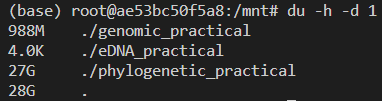 (base) root@ae53bc50f5a8:/mnt# du -h -d 1
988M ./genomic_practical
4.0K ./eDNA_practical
27G ./phylogenetic_practical
28G .